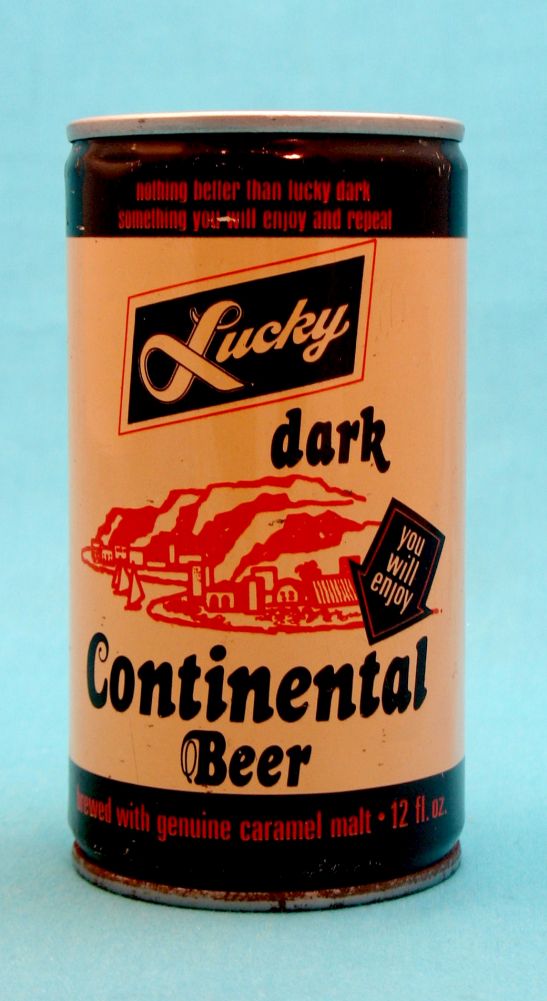 nothing better than lucky dark
something you will enjoy and repeat
Lucky
dark
you
will
enjoy
Continental
Beer
brewed with genuine caramel malt • 12 fl. oz.